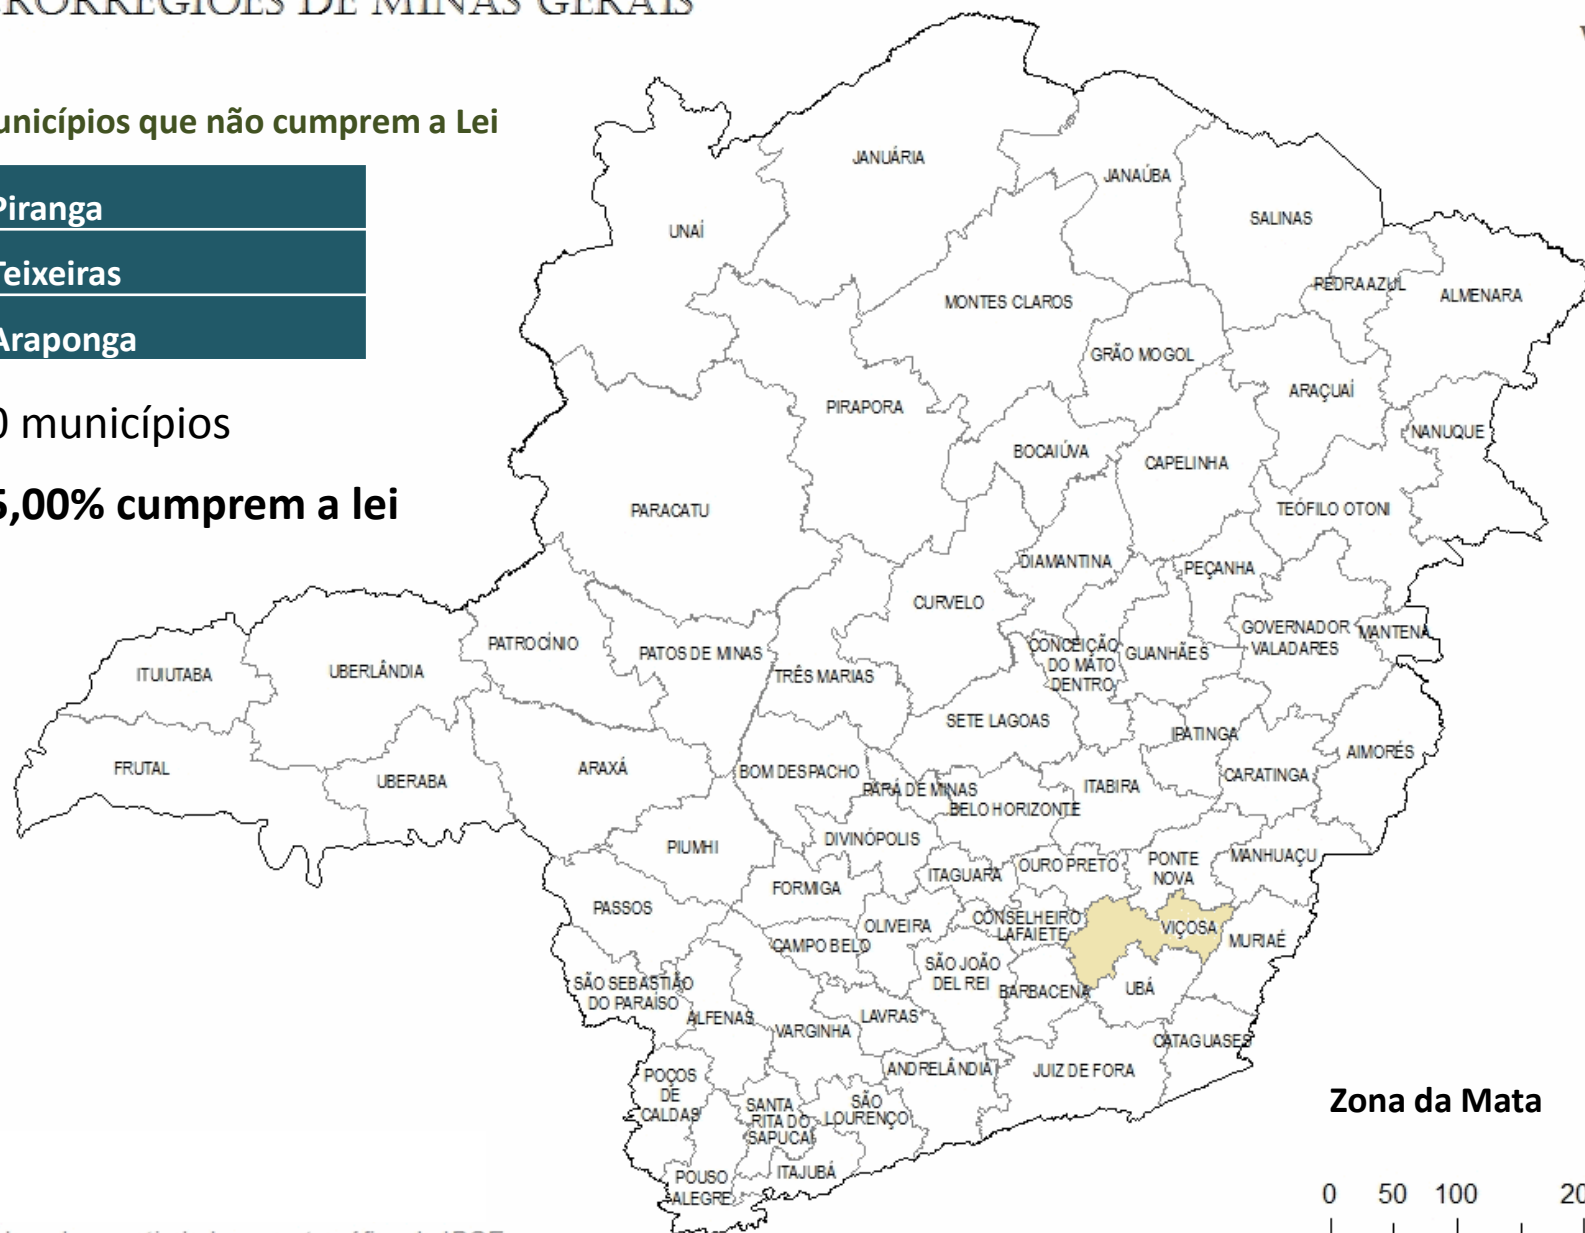 RORREGIÕES DE MINAS GERAIS
unicípios que não cumprem a Lei
Piranga
Teixeiras
Araponga
0 municípios
5,00% cumprem a lei
JANUÁRIA
JANAÚBA
SALINAS
UNAÍ
PEDRA AZUL
ALMENARA
MONTES CLAROS
GRÃO MOGOL
ARAÇUAÍ
PIRAPORA
NANUQUE
BOCAIÚVA
CAPELINHA
PARACATU
TEÓFILO OTONI
DIAMANTINA
PEÇANHA
CURVELO
GOVERNADOR
VALADARES
MANTENA
PATROCÍNIO
PATOS DE MINAS
CONCEIÇÃO
DO MATO
DENTRO
GUANHÃES
ITUIUTABA
UBERLÂNDIA
TRÊS MARIAS
SETE LAGOAS
IPATINGA
AIMORÉS
FRUTAL
UBERABA
ARAXÁ
BOM DESPACHO
PARÁ DE MINAS
ITABIRA
CARATINGA
BELO HORIZONTE
PIUMHI
DIVINÓPOLIS
ITAGUARA
OURO PRETO
PONTE
NOVA
MANHUAÇU
FORMIGA
PASSOS
OLIVEIRA
CONSELHEIRO
LAFAIETE
VIÇOSA
MURIAÉ
CAMPO BELO
SÃO JOÃO
DEL REI
BARBACENA
UBÁ
SÃO SEBASTIÃO
DO PARAÍSO
ALFENAS
VARGINHA
LAVRAS
CATAGUASES
ANDRELÂNDIA
JUIZ DE FORA
POÇOS
DE
CALDAS
SANTA
RITA DO
SAPUCAÍ
SÃO
LOURENÇO
Zona da Mata
POUSO
ALEGRE
ITAJUBÁ
0 50 100 20